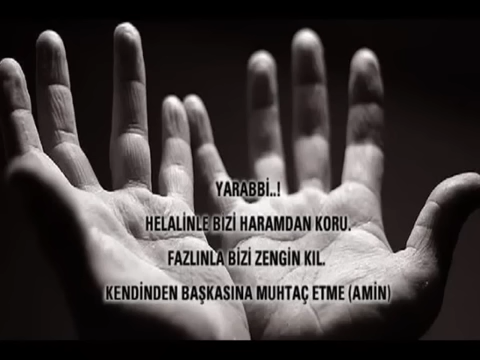 YARABBİ..!
HELALİNLE BİZİ HARAMDAN KORU.
FAZLINLA BİZİ ZENGİN KIL.
KENDİNDEN BAŞKASINA MUHTAÇ ETME (AMİN)